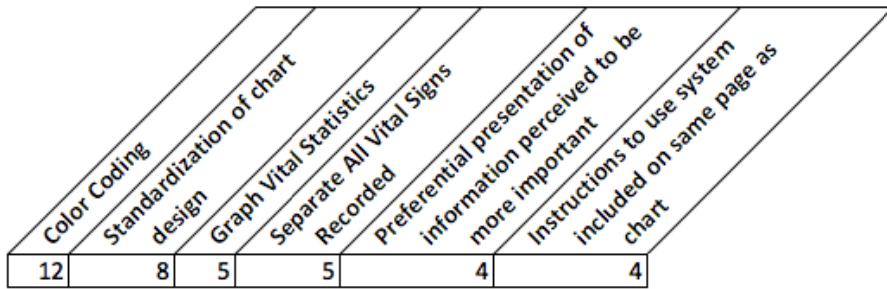 Color Coding
Standardization of chart
design
Graph Vital Statistics
Separate All Vital Signs
Recorded
Preferential presentation of
information perceived to be
more important
Instructions to use system
included on same page as
chart
12 8 5 5 4 4